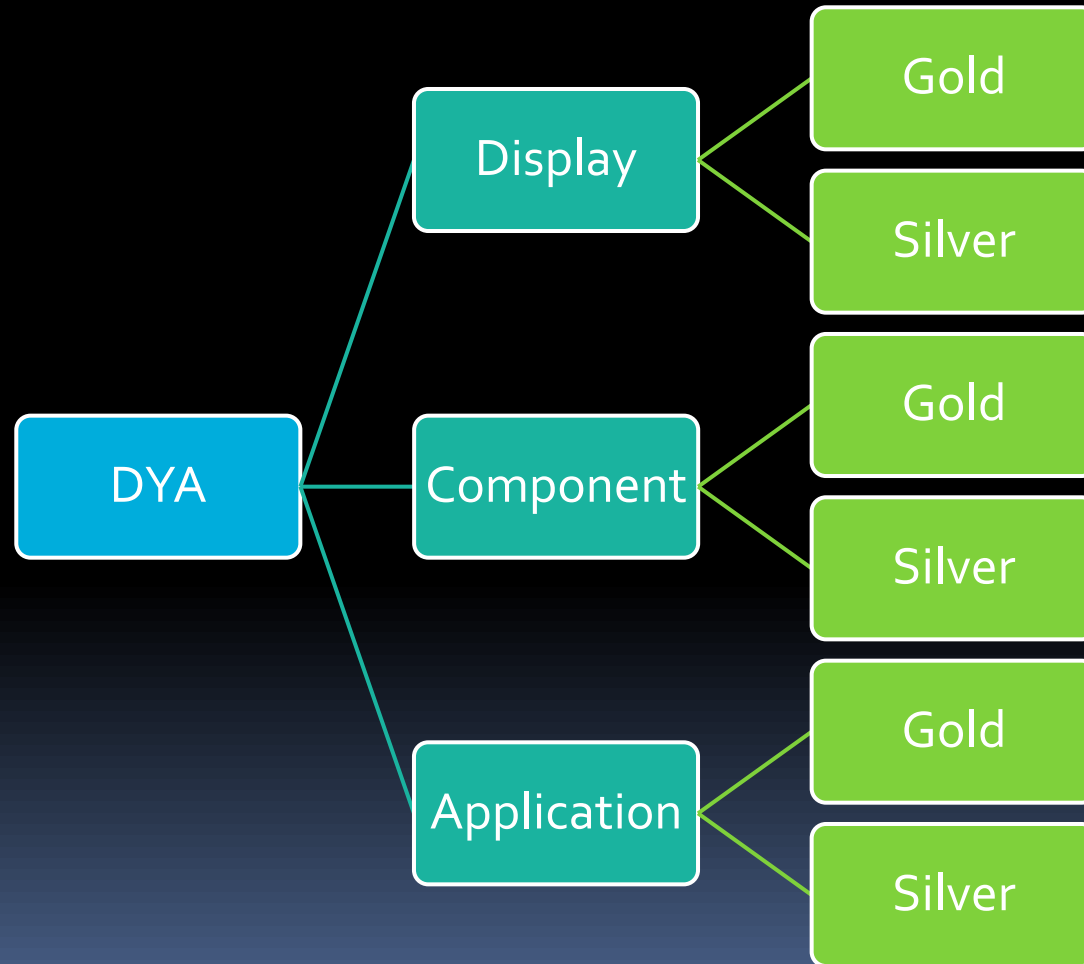 DYA
Display
Gold
Silver
Component
Gold
Silver
Application
Gold
Silver